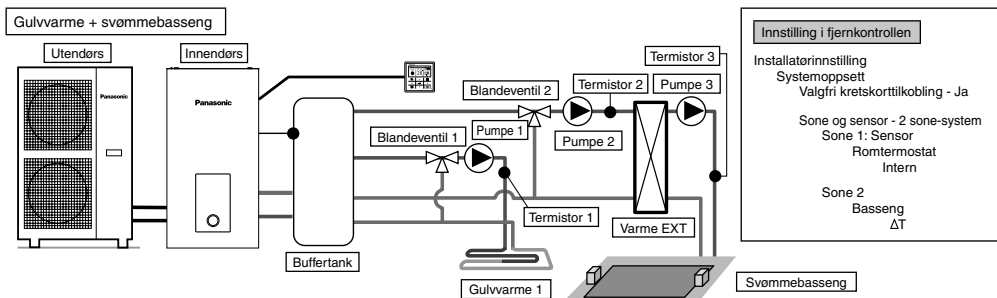 Gulvvarme + svømmebasseng
Utendørs
Innendørs
Panasonic
Panasonic
Blandeventil 1
Blandeventil 2
Pumpe 1
Termistor 2
Pumpe 2
Termistor 3
Pumpe 3
Termistor 1
Varme EXT
Buffertank
Gulvvarme 1
Svømmebasseng
Innstilling i fjernkontrollen
Installatørinnstilling
Systemoppsett
Valgfri kretskorttilkobling - Ja
Sone og sensor - 2 sone-system
Sone 1: Sensor
Romtermostat
Intern
Sone 2
Basseng
ΔT